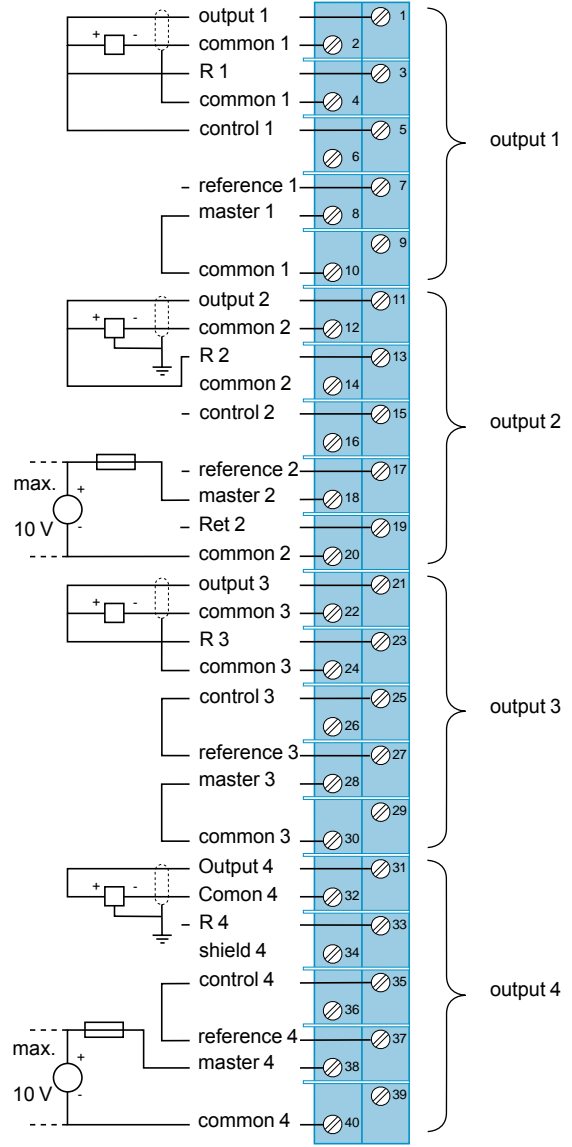 output 1 1
+ - common 1 2
R 1 3
common 1 4
control 1 5
output 1
6
reference 1 7
master 1 8
9
common 1 10
output 2 11
+ - common 2 12
R 2 13
common 2 14
control 2 15
output 2
16
reference 2 17
max. + master 2 18
10 V - Ret 2 19
common 2 20
output 3 21
+ - common 3 22
R 3 23
common 3 24
control 3 25
output 3
26
reference 3 27
master 3 28
29
common 3 30
Output 4 31
+ - Comon 4 32
R 4 33
shield 4 34
control 4 35
output 4
36
reference 4 37
max. + master 4 38
10 V - 39
common 4 40